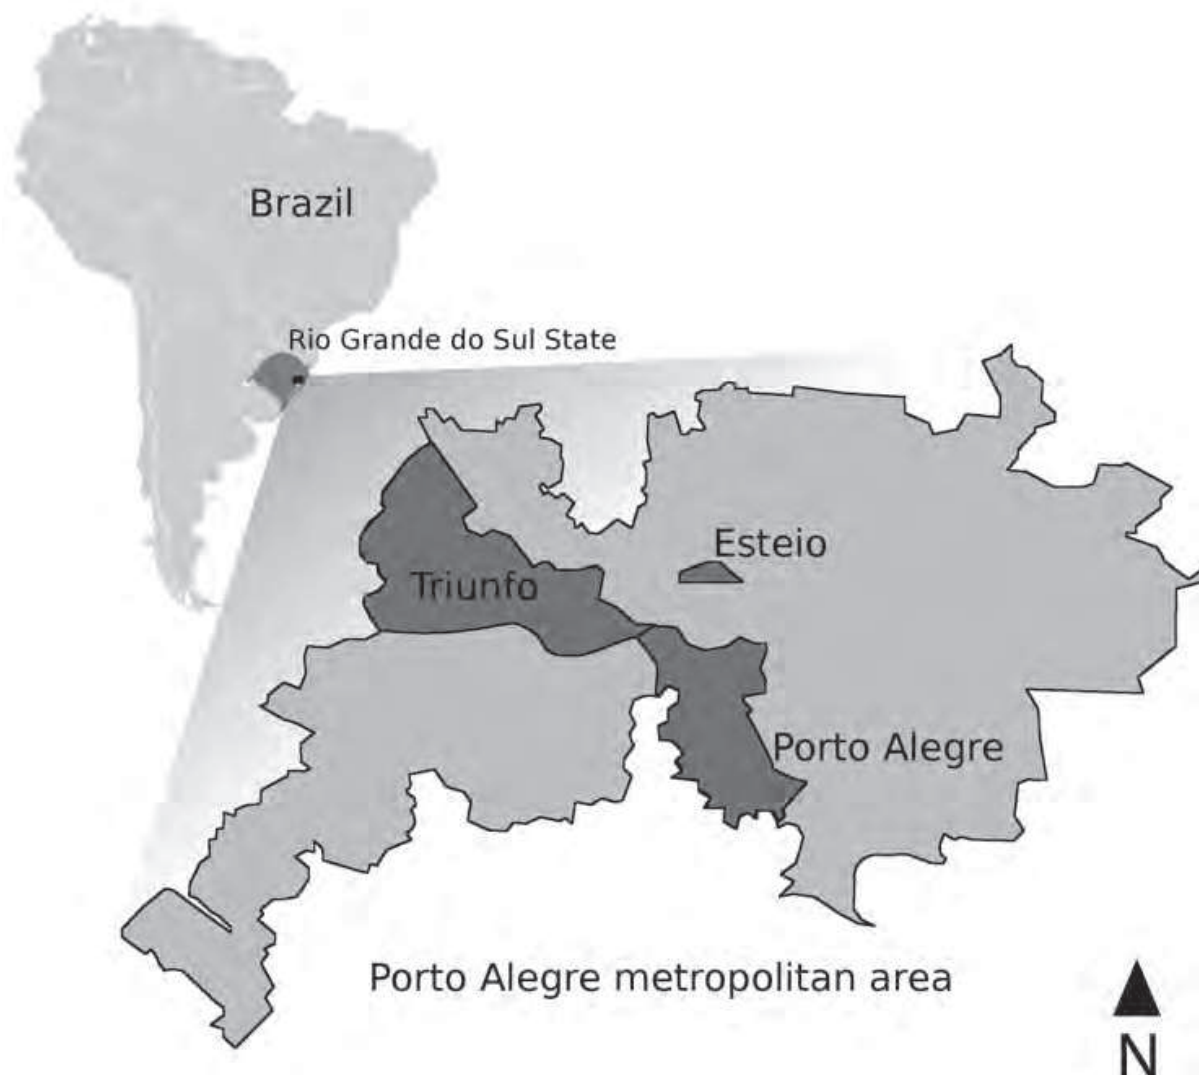 Brazil
Rio Grande do Sul State
Esteio
Triunfo
Porto Alegre
Porto Alegre metropolitan area
N